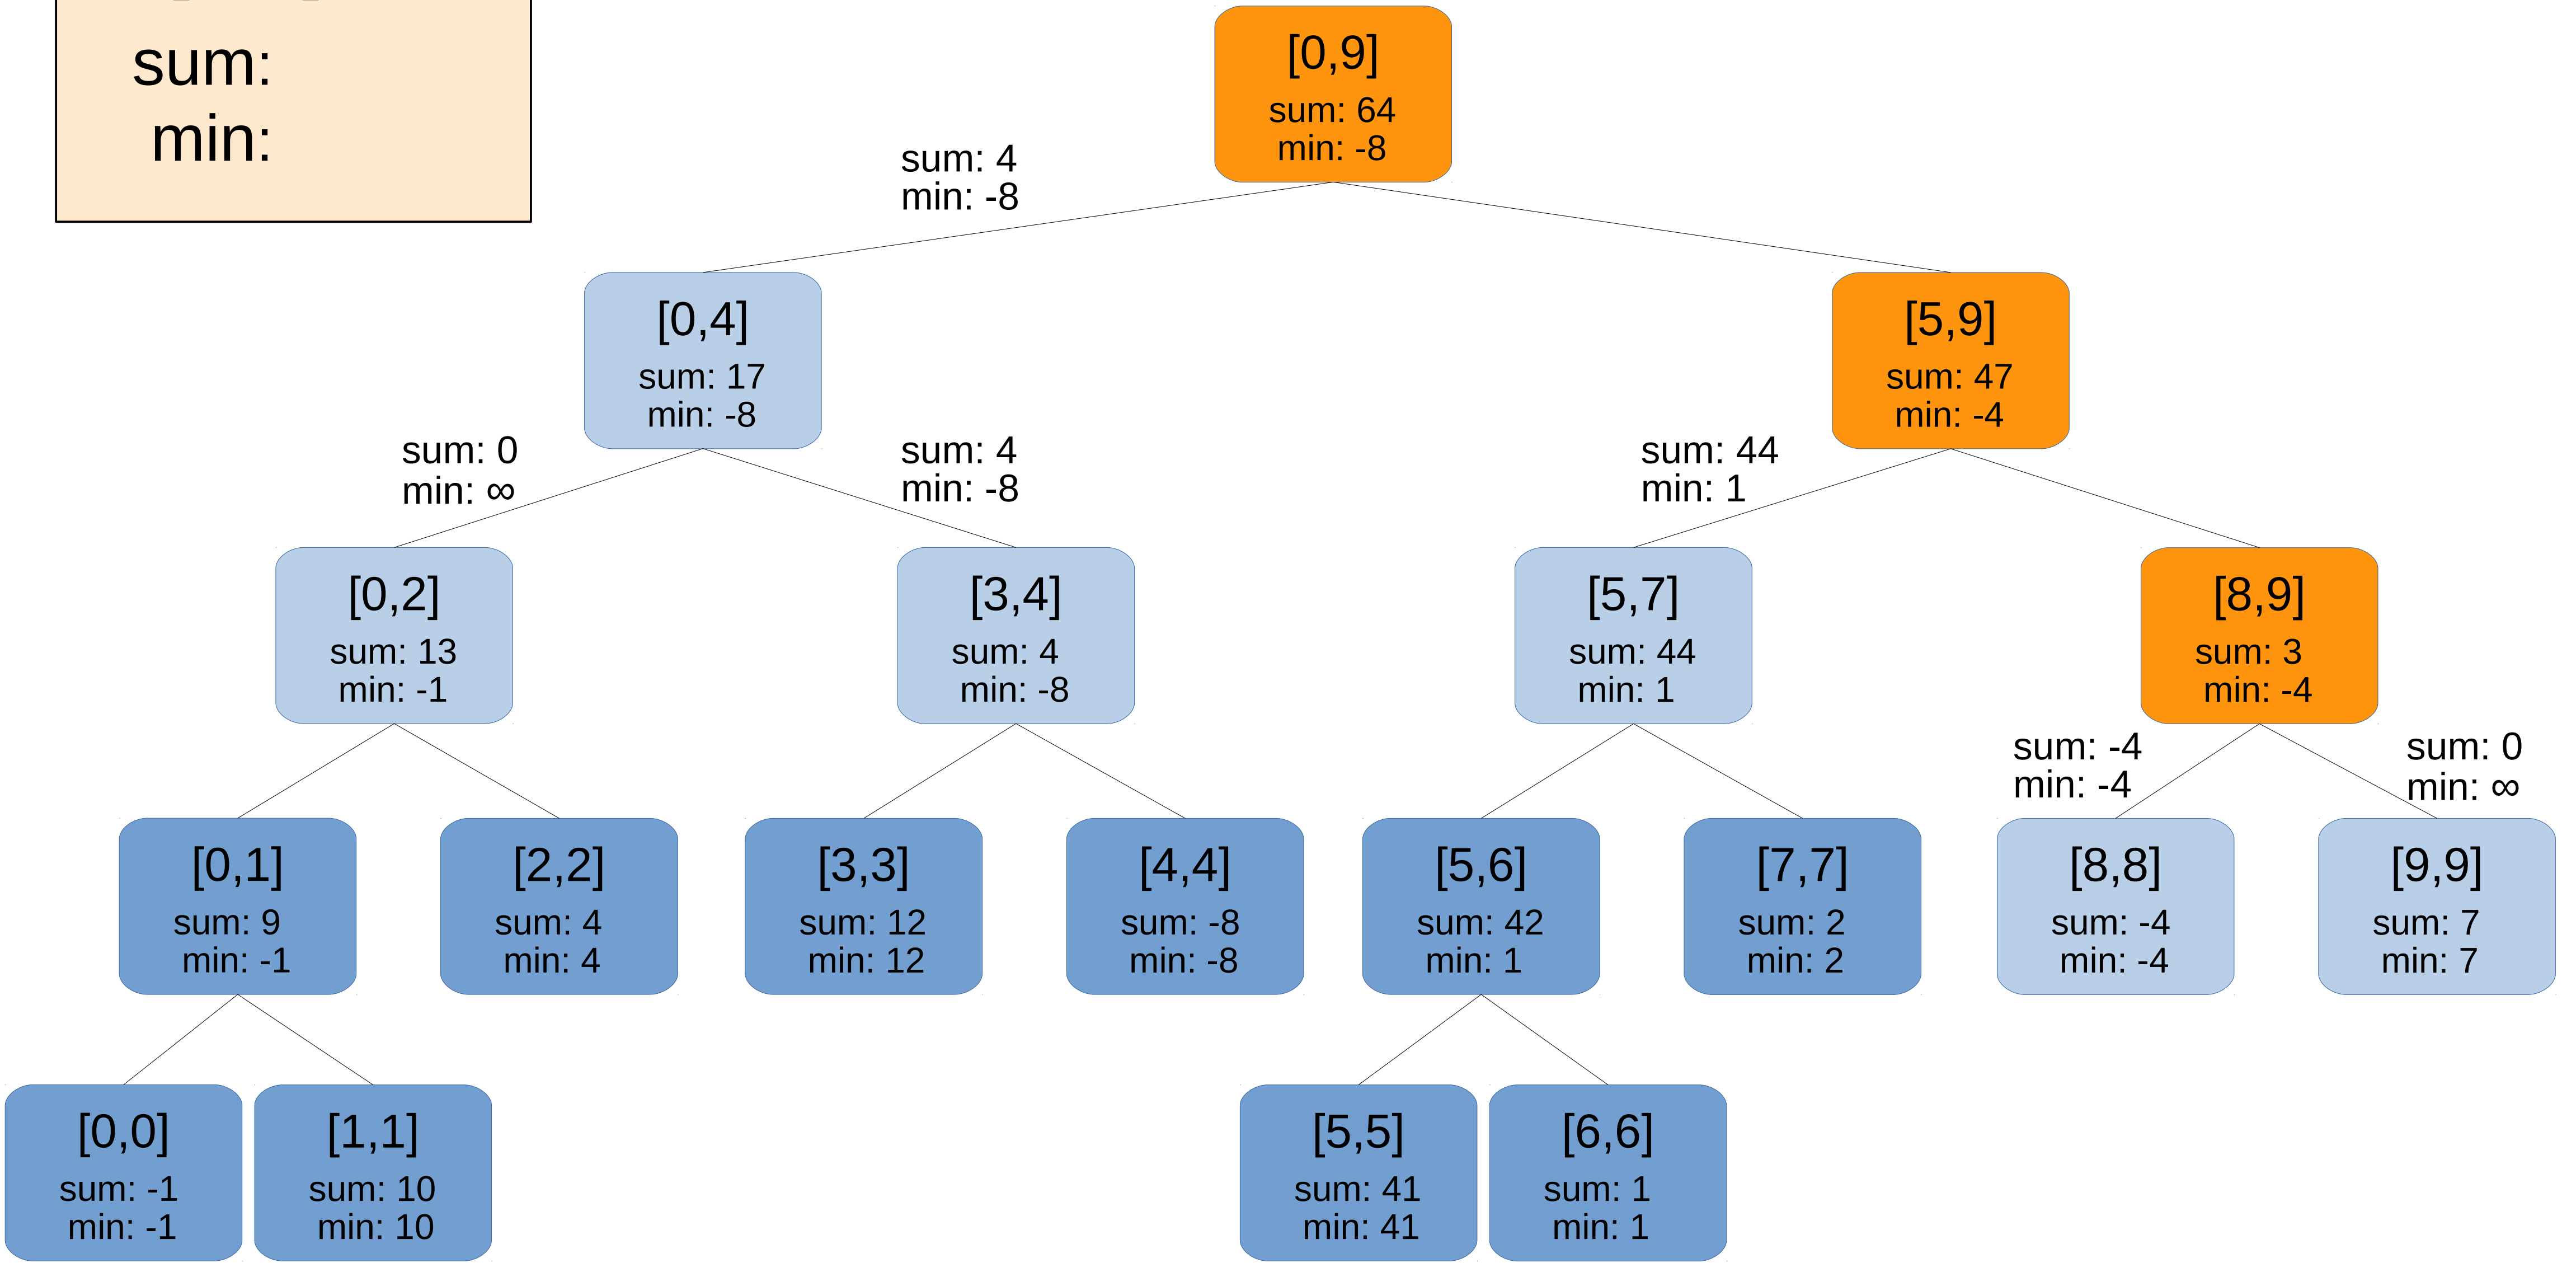 sum:
min:
[0,9]
sum: 64
min: -8
sum: 4
min: -8
[0,4]
sum: 17
min: -8
[5,9]
sum: 47
min: -4
sum: 0
min: ∞
sum: 4
min: -8
sum: 44
min: 1
[0,2]
sum: 13
min: -1
[3,4]
sum: 4
min: -8
[5,7]
sum: 44
min: 1
[8,9]
sum: 3
min: -4
sum: -4
min: -4
sum: 0
min: ∞
[0,1]
sum: 9
min: -1
[2,2]
sum: 4
min: 4
[3,3]
sum: 12
min: 12
[4,4]
sum: -8
min: -8
[5,6]
sum: 42
min: 1
[7,7]
sum: 2
min: 2
[8,8]
sum: -4
min: -4
[9,9]
sum: 7
min: 7
[0,0]
sum: -1
min: -1
[1,1]
sum: 10
min: 10
[5,5]
sum: 41
min: 41
[6,6]
sum: 1
min: 1